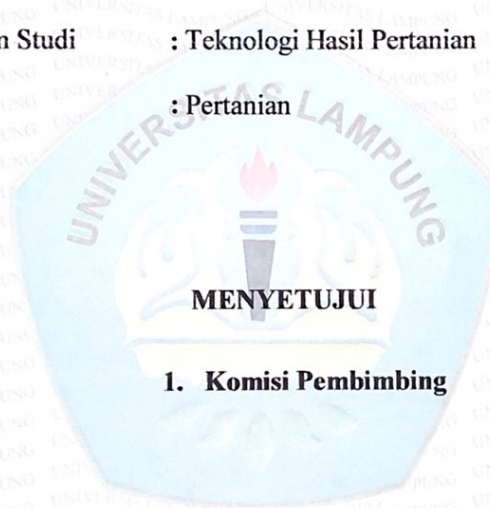 n Studi : Teknologi Hasil Pertanian
: Pertanian
UNIVERSITAS LAMPUNG
MENYETUJUI
1. Komisi Pembimbing